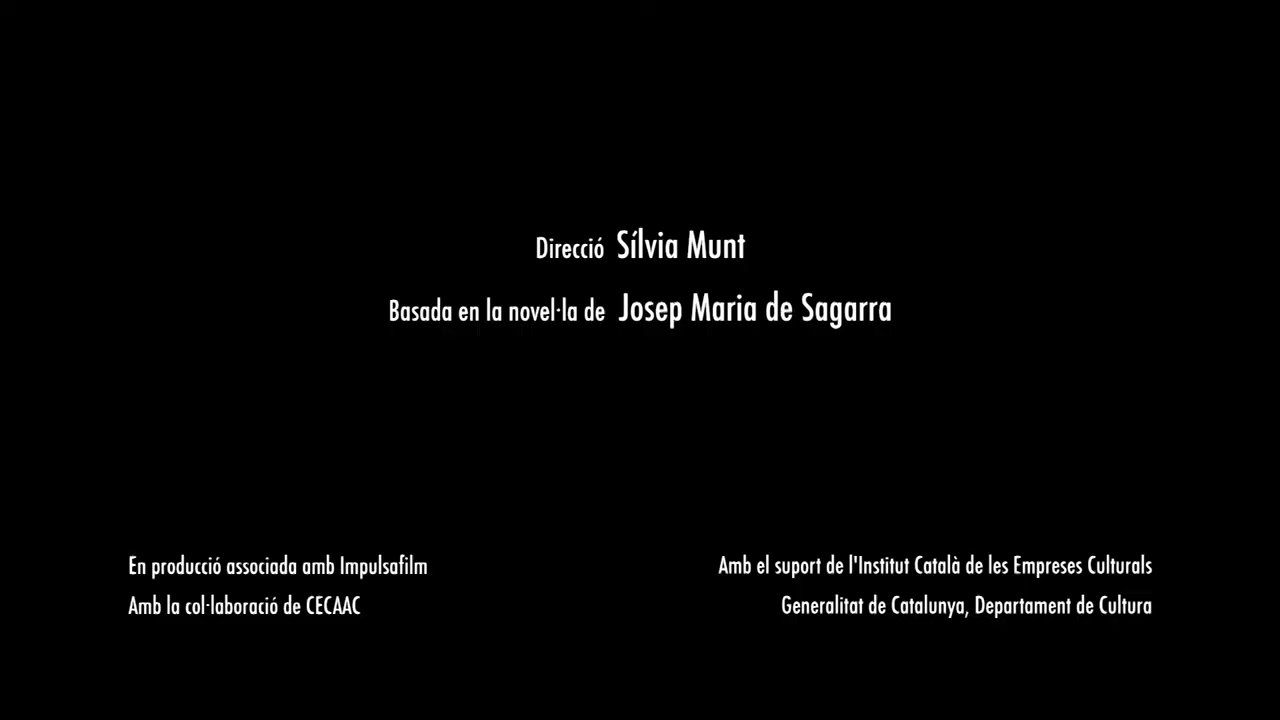 Direcció Sílvia Munt
Basada en la novel·la de Josep Maria de Sagarra
En producció associada amb Impulsafilm
Amb la col·laboració de CECAAC
Amb el suport de l'Institut Català de les Empreses Culturals
Generalitat de Catalunya, Departament de Cultura